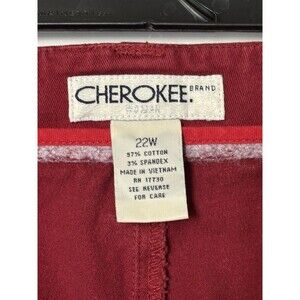 CHEROKEE. BRAND
22W
97% COTTON
3% SPANDEX
MADE IN VIETNAM
RN 17730
SEE REVERSE
FOR CARE